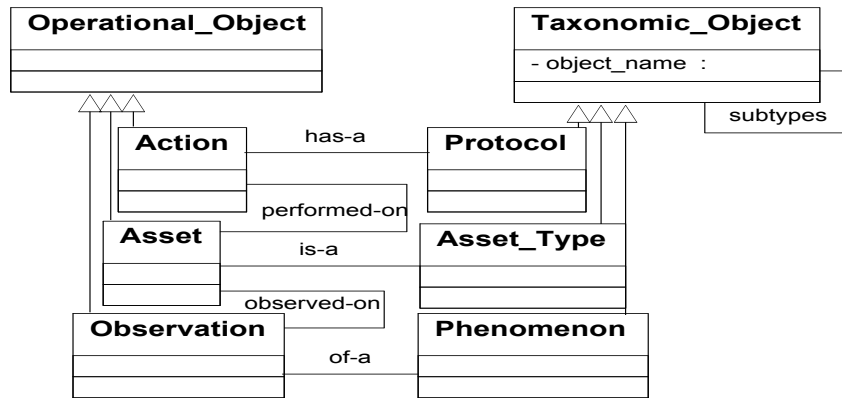 Operational_Object
Taxonomic_Object
- object_name :
subtypes
Action
has-a
Protocol
performed-on
Asset
is-a
Asset_Type
observed-on
Observation
of-a
Phenomenon